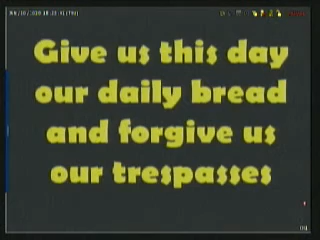 Give us this day
our daily bread
and forgive us
our trespasses